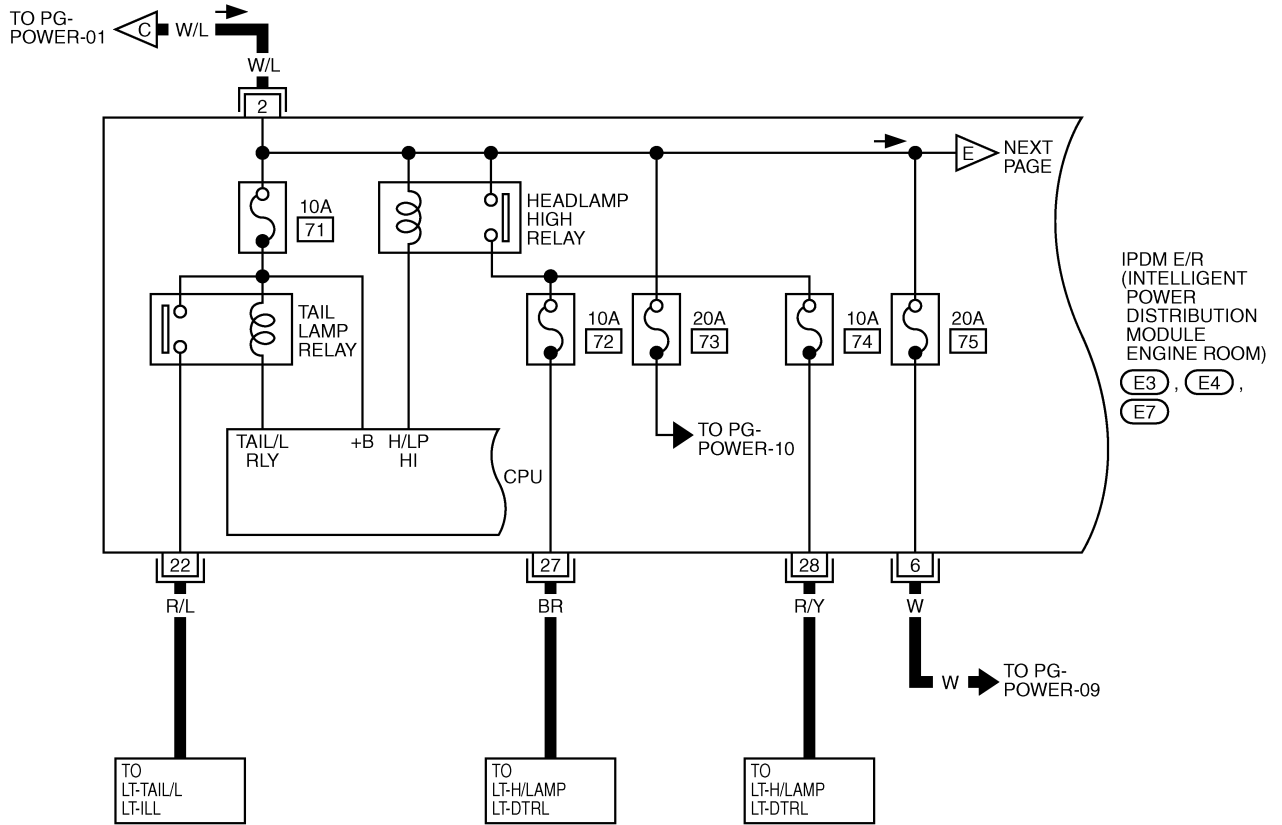 TO PG-
POWER-01
C
W/L
W/L
2
E
NEXT
PAGE
10A
71
HEADLAMP
HIGH
RELAY
TAIL
LAMP
RELAY
10A
72
20A
73
10A
74
20A
75
IPDM E/R
(INTELLIGENT
POWER
DISTRIBUTION
MODULE
ENGINE ROOM)
E3 , E4 ,
E7
TO PG-
POWER-10
TAIL/L
RLY
+B
H/LP
HI
CPU
22
27
28
6
R/L
BR
R/Y
W
W
TO PG-
POWER-09
TO
LT-TAIL/L
LT-ILL
TO
LT-H/LAMP
LT-DTRL
TO
LT-H/LAMP
LT-DTRL